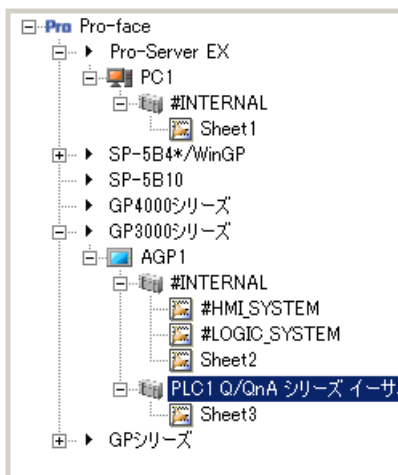 Pro Pro-face
Pro-Server EX
PC1
#INTERNAL
Sheet1
SP-5B4*/WinGP
SP-5B10
GP4000シリーズ
GP3000シリーズ
AGP1
#INTERNAL
#HMI_SYSTEM
#LOGIC_SYSTEM
Sheet2
PLC1 Q/QnA シリーズ イーサ
Sheet3
GPシリーズ